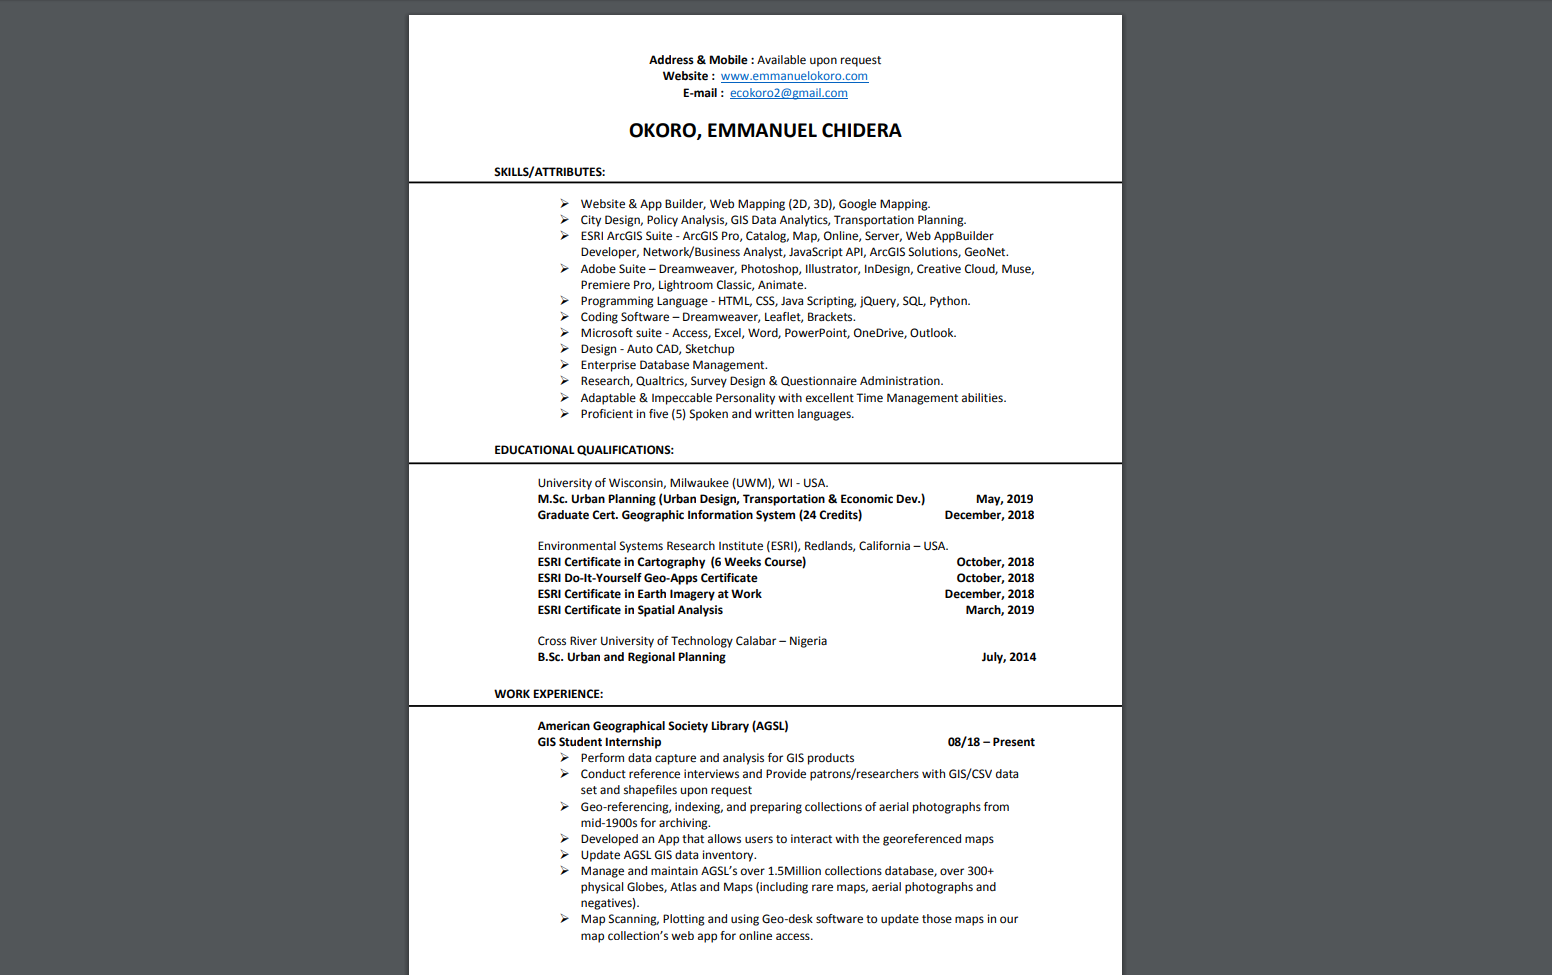 Address & Mobile : Available upon request
Website : www.emmanuelokoro.com
E-mail : ecokoro2@gmail.com
OKORO, EMMANUEL CHIDERA
SKILLS/ATTRIBUTES:
➢ Website & App Builder, Web Mapping (2D, 3D), Google Mapping.
➢ City Design, Policy Analysis, GIS Data Analytics, Transportation Planning.
➢ ESRI ArcGIS Suite - ArcGIS Pro, Catalog, Map, Online, Server, Web AppBuilder
Developer, Network/Business Analyst, JavaScript API, ArcGIS Solutions, GeoNet.
➢ Adobe Suite – Dreamweaver, Photoshop, Illustrator, InDesign, Creative Cloud, Muse,
Premiere Pro, Lightroom Classic, Animate.
➢ Programming Language - HTML, CSS, Java Scripting, jQuery, SQL, Python.
➢ Coding Software – Dreamweaver, Leaflet, Brackets.
➢ Microsoft suite - Access, Excel, Word, PowerPoint, OneDrive, Outlook.
➢ Design - Auto CAD, Sketchup
➢ Enterprise Database Management.
➢ Research, Qualtrics, Survey Design & Questionnaire Administration.
➢ Adaptable & Impeccable Personality with excellent Time Management abilities.
➢ Proficient in five (5) Spoken and written languages.
EDUCATIONAL QUALIFICATIONS:
University of Wisconsin, Milwaukee (UWM), WI - USA.
M.Sc. Urban Planning (Urban Design, Transportation & Economic Dev.) May, 2019
Graduate Cert. Geographic Information System (24 Credits) December, 2018
Environmental Systems Research Institute (ESRI), Redlands, California – USA.
ESRI Certificate in Cartography (6 Weeks Course) October, 2018
ESRI Do-It-Yourself Geo-Apps Certificate October, 2018
ESRI Certificate in Earth Imagery at Work December, 2018
ESRI Certificate in Spatial Analysis March, 2019
Cross River University of Technology Calabar – Nigeria
B.Sc. Urban and Regional Planning July, 2014
WORK EXPERIENCE:
American Geographical Society Library (AGSL)
GIS Student Internship 08/18 – Present
➢ Perform data capture and analysis for GIS products
➢ Conduct reference interviews and Provide patrons/researchers with GIS/CSV data
set and shapefiles upon request
➢ Geo-referencing, indexing, and preparing collections of aerial photographs from
mid-1900s for archiving.
➢ Developed an App that allows users to interact with the georeferenced maps
➢ Update AGSL GIS data inventory.
➢ Manage and maintain AGSL’s over 1.5Million collections database, over 300+
physical Globes, Atlas and Maps (including rare maps, aerial photographs and
negatives).
➢ Map Scanning, Plotting and using Geo-desk software to update those maps in our
map collection’s web app for online access.